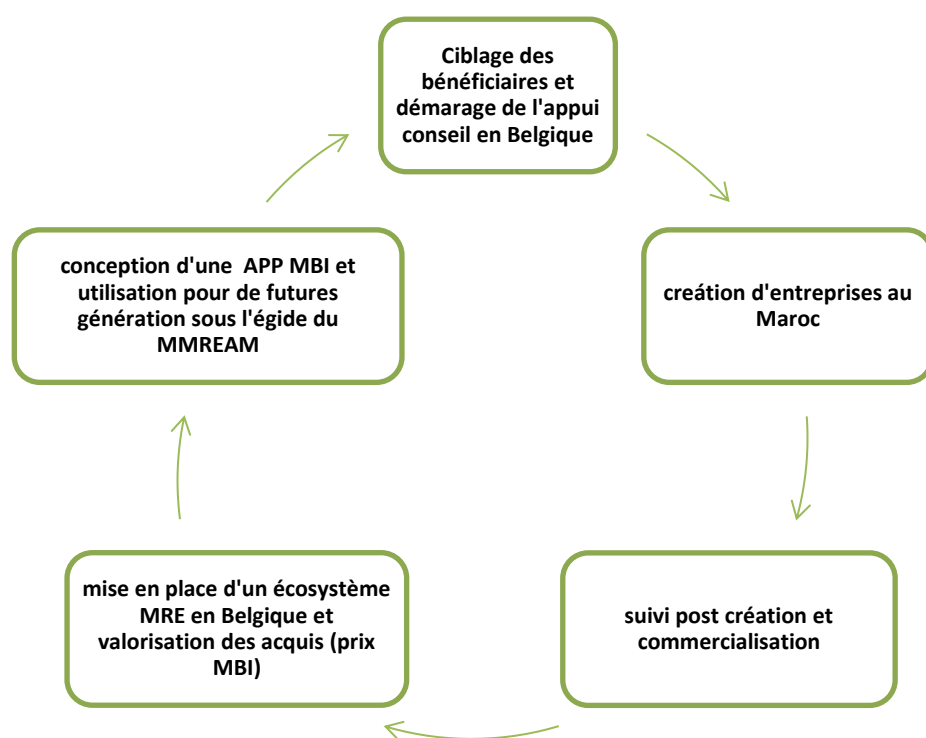 Ciblage des
bénéficiaires et
démarage de l'appui
conseil en Belgique
creátion d'entreprises au
Maroc
suivi post création et
commercialisation
mise en place d'un écosystème
MRE en Belgique et
valorisation des acquis (prix
MBI)
conception d'une APP MBI et
utilisation pour de futures
génération sous l'égide du
MMREAM